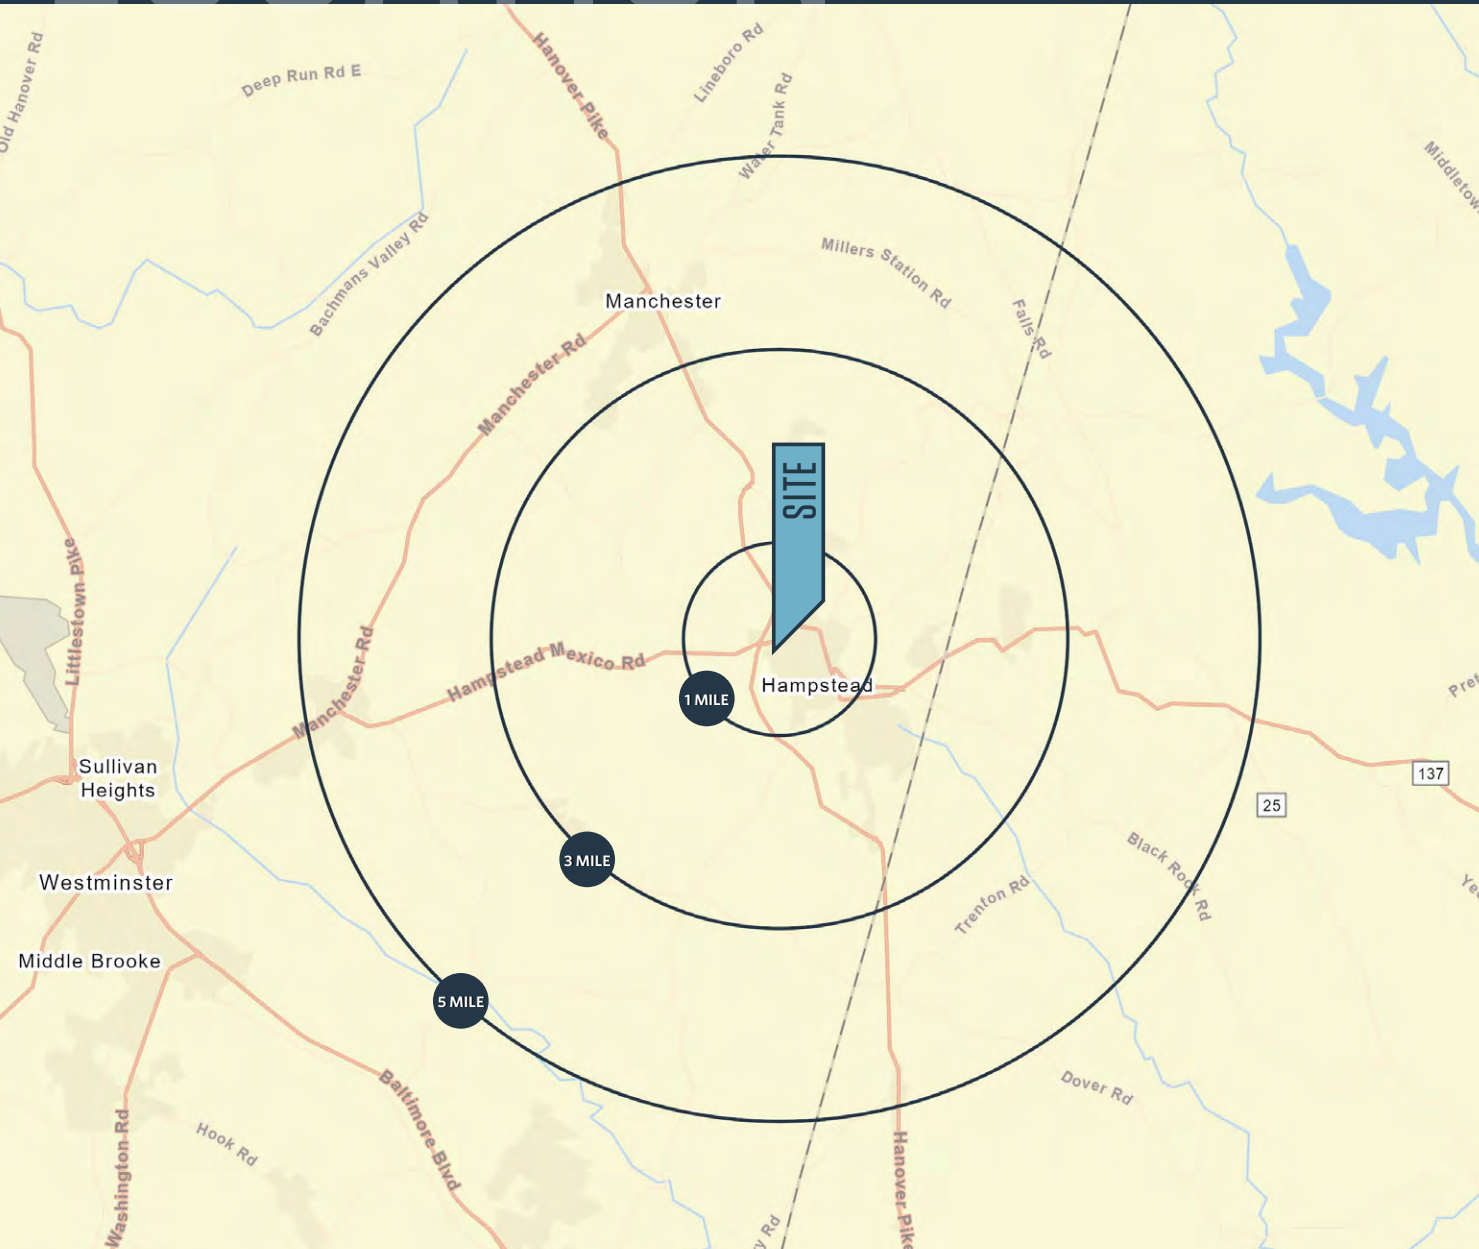 Old Hanover Rd
Deep Run Rd E
Hanover Pike
Lineboro Rd
Water Tank Rd
Middletow
Bachmans Valley Rd
Millers Station Rd
Falls Rd
Manchester
Manchester Rd
SITE
Littlestown Pike
Manchester Rd
Hampstead Mexico Rd
Hampstead
1 MILE
Sullivan
Heights
137
25
3 MILE
Black Rock Rd
Westminster
Trenton Rd
Middle Brooke
5 MILE
Baltimore Blvd
Dover Rd
Hook Rd
Washington Rd
Hanover Pike